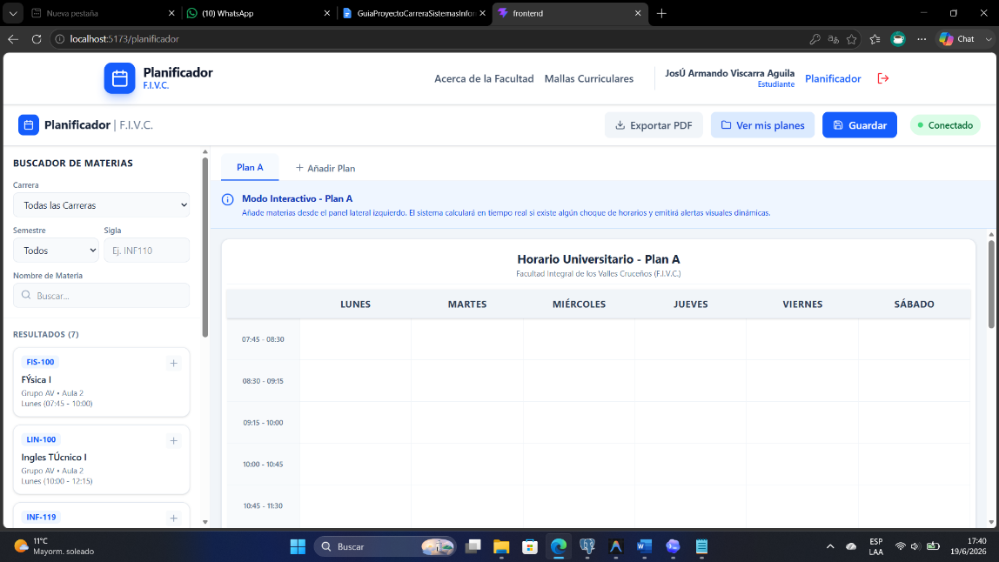 Nueva pestaña
(10) WhatsApp
GuiaProyectoCarreraSistemasInfor
frontend
localhost:5173/planificador
Chat
Planificador
F.I.V.C.
Acerca de la Facultad
Mallas Curriculares
JosÚ Armando Viscarra Aguila
Estudiante
Planificador
Planificador | F.I.V.C.
Exportar PDF
Ver mis planes
Guardar
Conectado
BUSCADOR DE MATERIAS
Carrera
Todas las Carreras
Semestre
Sigla
Todos
Ej. INF110
Nombre de Materia
Buscar...
RESULTADOS (7)
FIS-100
FÝsica I
Grupo AV • Aula 2
Lunes (07:45 - 10:00)
LIN-100
Ingles TÚcnico I
Grupo AV • Aula 2
Lunes (10:00 - 12:15)
INF-119
Plan A
Añadir Plan
Modo Interactivo - Plan A
Añade materias desde el panel lateral izquierdo. El sistema calculará en tiempo real si existe algún choque de horarios y emitirá alertas visuales dinámicas.
Horario Universitario - Plan A
Facultad Integral de los Valles Cruceños (F.I.V.C.)
LUNES MARTES MIÉRCOLES JUEVES VIERNES SÁBADO
07:45 - 08:30
08:30 - 09:15
09:15 - 10:00
10:00 - 10:45
10:45 - 11:30
11°C
Mayorm. soleado
Buscar
ESP
LAA
17:40
19/6/2026